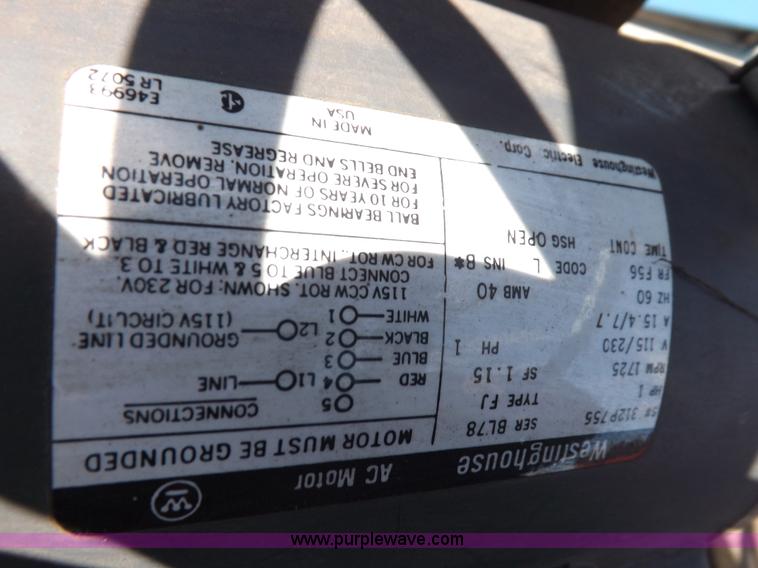 Westinghouse AC Motor W
S# 312P755 SER BL78
HP 1 TYPE FJ
RPM 1725 SF 1.15
V 115/230 PH 1
A 15.4/7.7
HZ 60 AMB 40
FR F56 CODE L INS B*
TIME CONT HSG OPEN
Westinghouse Electric Corp.
MOTOR MUST BE GROUNDED
CONNECTIONS
5
RED 4 L1 LINE
BLUE 3
BLACK 2 L2 GROUNDED LINE
WHITE 1 (115V CIRCUIT)
115V CCW ROT. SHOWN: FOR 230V.
CONNECT BLUE TO 5 & WHITE TO 3.
FOR CW ROT., INTERCHANGE RED & BLACK
BALL BEARINGS FACTORY LUBRICATED
FOR 10 YEARS OF NORMAL OPERATION
FOR SEVERE OPERATION, REMOVE
END BELLS AND REGREASE
MADE IN
USA
LR 5072
E46993
www.purplewave.com